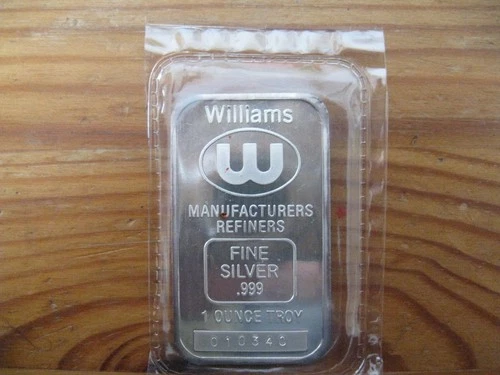 Williams
W
MANUFACTURERS
REFINERS
FINE
SILVER
.999
1 OUNCE TROY
010340